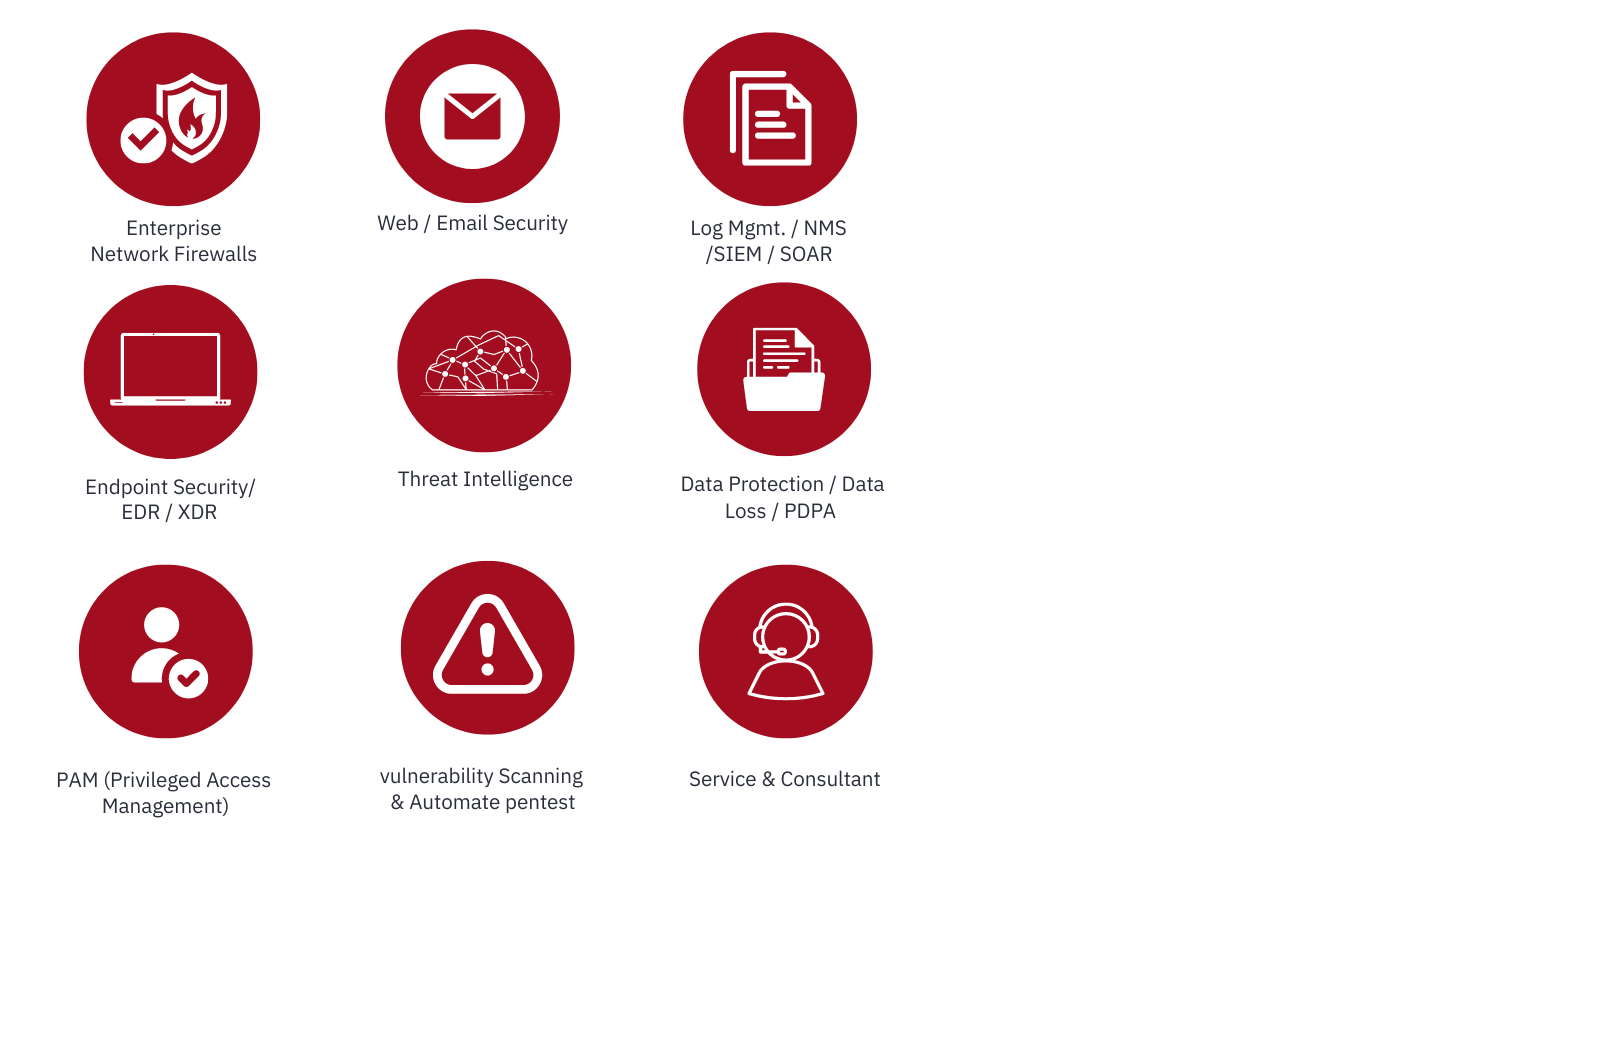 Enterprise
Network Firewalls
Web / Email Security
Log Mgmt. / NMS
/SIEM / SOAR
Endpoint Security/
EDR / XDR
Threat Intelligence
Data Protection / Data
Loss / PDPA
PAM (Privileged Access
Management)
vulnerability Scanning
& Automate pentest
Service & Consultant